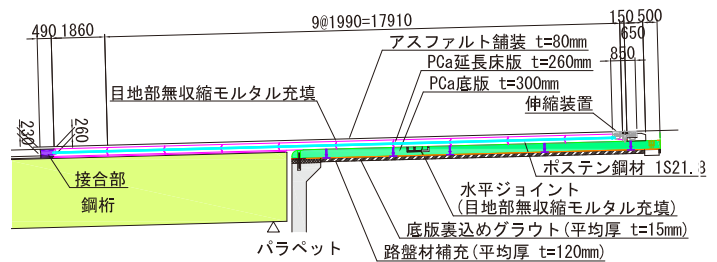 9@1990=17910
150 500
490 1860
650
アスファルト舗装 t=80mm
850
PCa延長床版 t=260mm
目地部無収縮モルタル充填
PCa底版 t=300mm
伸縮装置
230
260
接合部
ポステン鋼材 1S21.8
鋼桁
水平ジョイント
(目地部無収縮モルタル充填)
底版裏込めグラウト(平均厚 t=15mm)
パラペット
路盤材補充(平均厚 t=120mm)